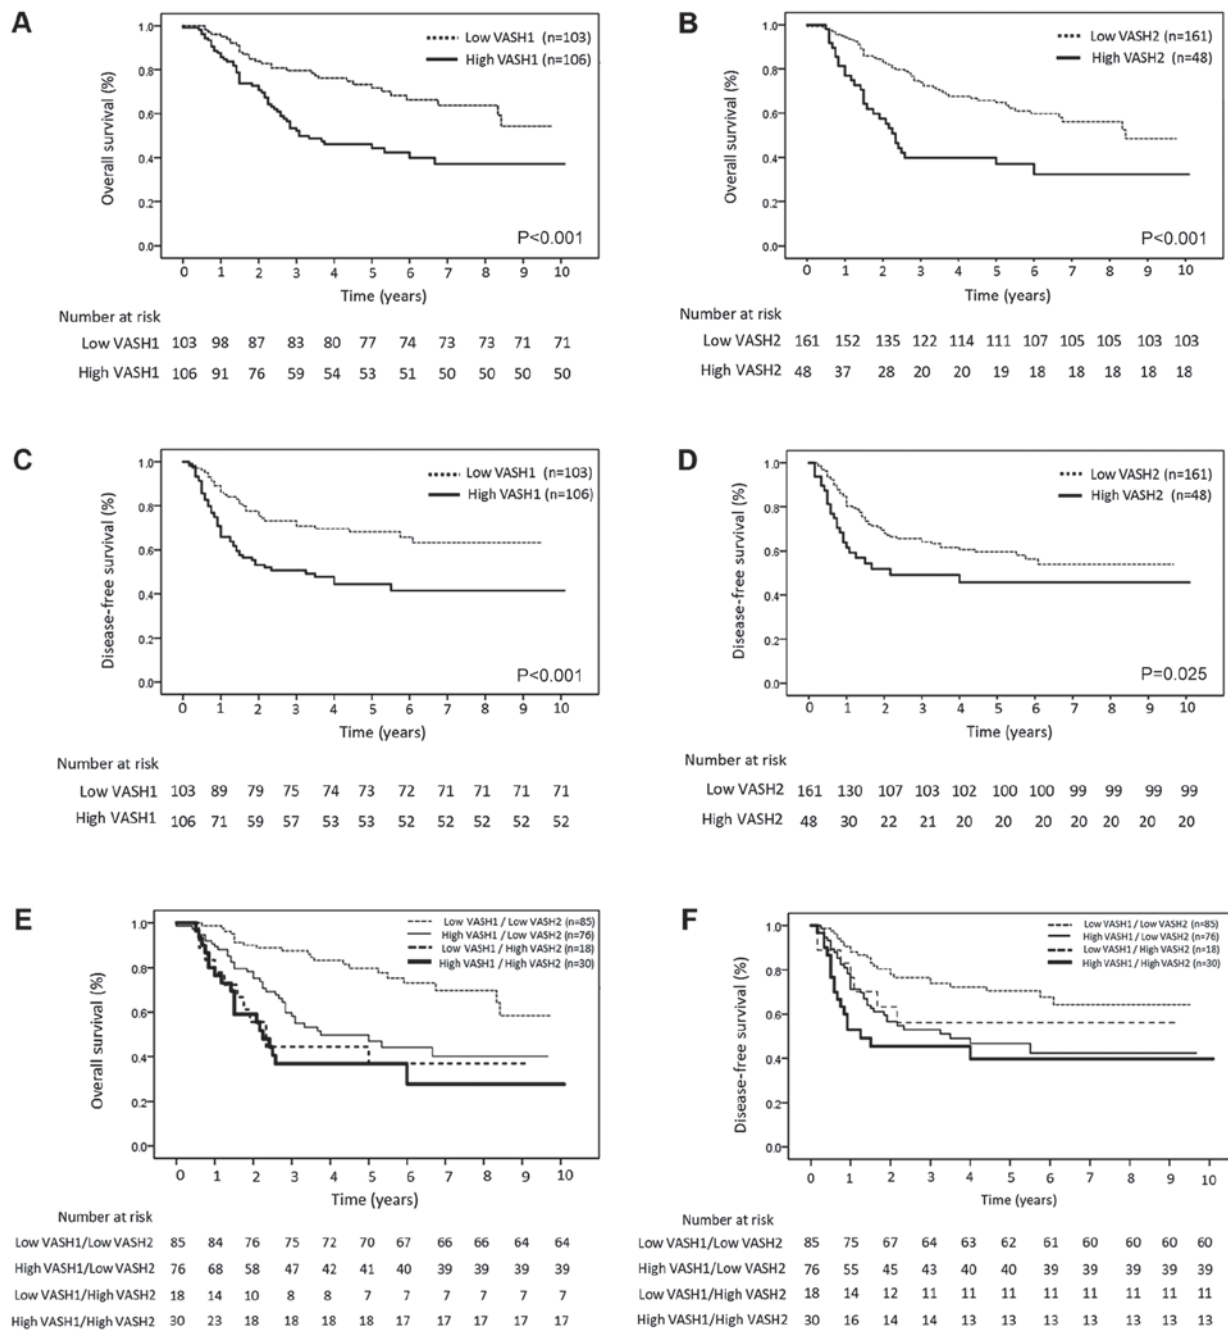 A
Low VASH1 (n=103)
High VASH1 (n=106)
Overall survival (%)
1.0
0.8
0.6
0.4
0.2
0.0
P<0.001
0 1 2 3 4 5 6 7 8 9 10
Time (years)
Number at risk
Low VASH1 103 98 87 83 80 77 74 73 73 71 71
High VASH1 106 91 76 59 54 53 51 50 50 50 50
B
Low VASH2 (n=161)
High VASH2 (n=48)
Overall survival (%)
1.0
0.8
0.6
0.4
0.2
0.0
P<0.001
0 1 2 3 4 5 6 7 8 9 10
Time (years)
Number at risk
Low VASH2 161 152 135 122 114 111 107 105 105 103 103
High VASH2 48 37 28 20 20 19 18 18 18 18 18
C
Low VASH1 (n=103)
High VASH1 (n=106)
Disease-free survival (%)
1.0
0.8
0.6
0.4
0.2
0.0
P<0.001
0 1 2 3 4 5 6 7 8 9 10
Time (years)
Number at risk
Low VASH1 103 89 79 75 74 73 72 71 71 71 71
High VASH1 106 71 59 57 53 53 52 52 52 52 52
D
Low VASH2 (n=161)
High VASH2 (n=48)
Disease-free survival (%)
1.0
0.8
0.6
0.4
0.2
0.0
P=0.025
0 1 2 3 4 5 6 7 8 9 10
Time (years)
Number at risk
Low VASH2 161 130 107 103 102 100 100 99 99 99 99
High VASH2 48 30 22 21 20 20 20 20 20 20 20
E
Low VASH1 / Low VASH2 (n=85)
High VASH1 / Low VASH2 (n=76)
Low VASH1 / High VASH2 (n=18)
High VASH1 / High VASH2 (n=30)
Overall survival (%)
1.0
0.8
0.6
0.4
0.2
0.0
0 1 2 3 4 5 6 7 8 9 10
Time (years)
Number at risk
Low VASH1/Low VASH2 85 84 76 75 72 70 67 66 66 64 64
High VASH1/Low VASH2 76 68 58 47 42 41 40 39 39 39 39
Low VASH1/High VASH2 18 14 10 8 8 7 7 7 7 7 7
High VASH1/High VASH2 30 23 18 18 18 18 17 17 17 17 17
F
Low VASH1 / Low VASH2 (n=85)
High VASH1 / Low VASH2 (n=76)
Low VASH1 / High VASH2 (n=18)
High VASH1 / High VASH2 (n=30)
Disease-free survival (%)
1.0
0.8
0.6
0.4
0.2
0.0
0 1 2 3 4 5 6 7 8 9 10
Time (years)
Number at risk
Low VASH1/Low VASH2 85 75 67 64 63 62 61 60 60 60 60
High VASH1/Low VASH2 76 55 45 43 40 40 39 39 39 39 39
Low VASH1/High VASH2 18 14 12 11 11 11 11 11 11 11 11
High VASH1/High VASH2 30 16 14 14 13 13 13 13 13 13 13